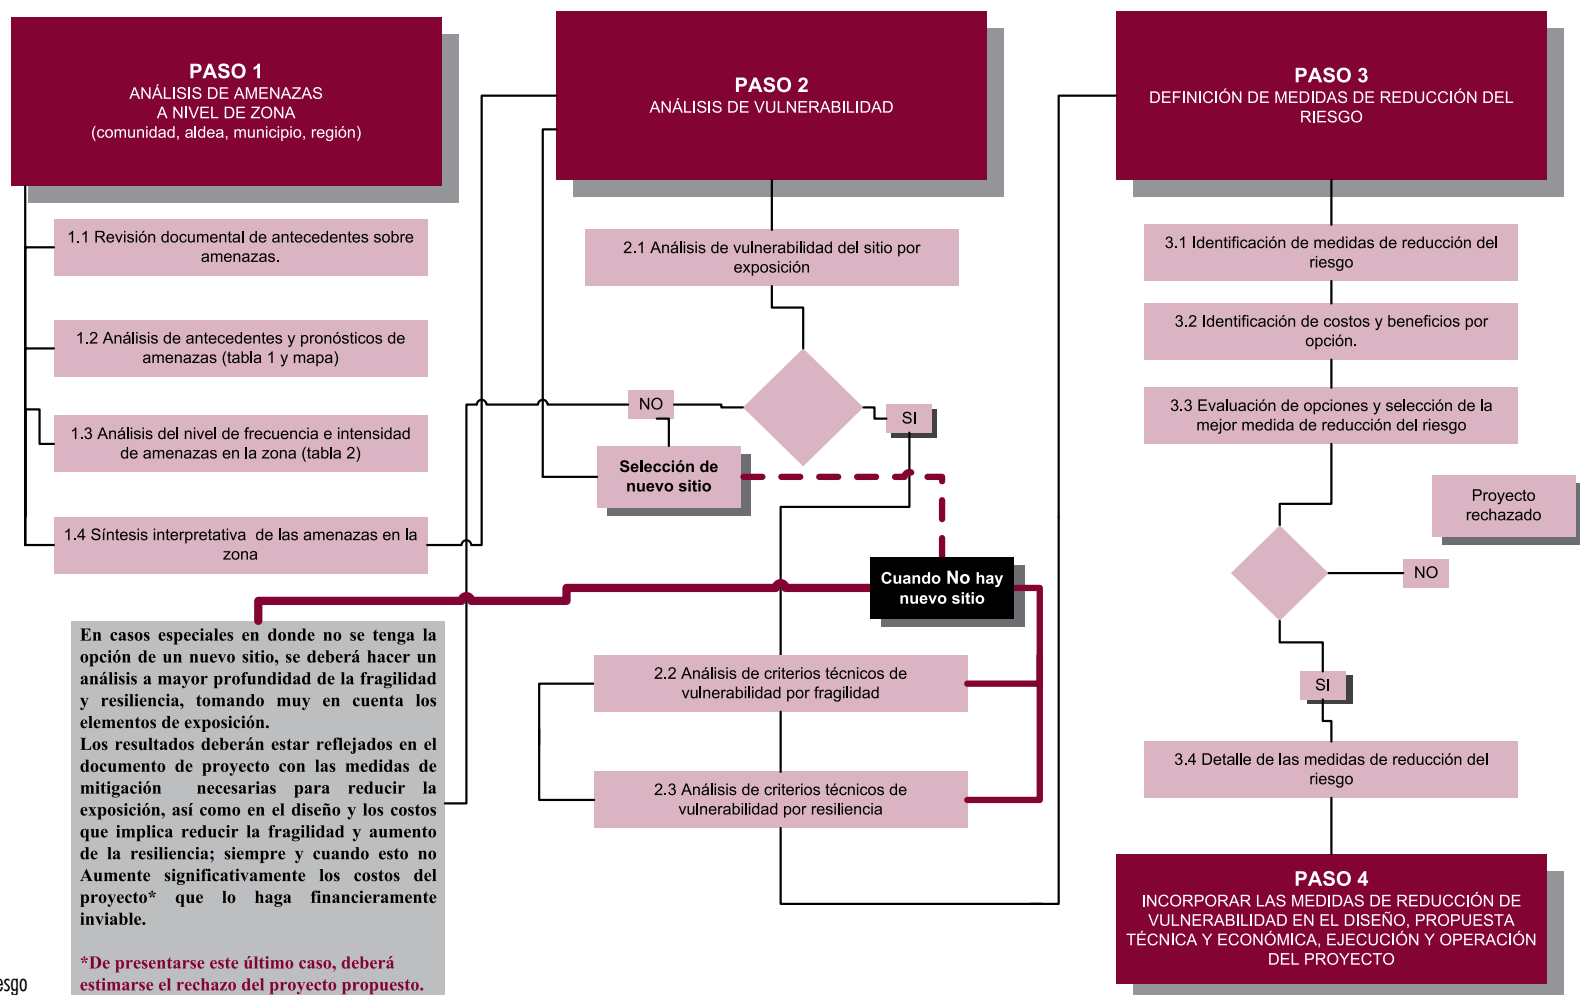 PASO 1
ANÁLISIS DE AMENAZAS
A NIVEL DE ZONA
(comunidad, aldea, municipio, región)
1.1 Revisión documental de antecedentes sobre
amenazas.
1.2 Análisis de antecedentes y pronósticos de
amenazas (tabla 1 y mapa)
1.3 Análisis del nivel de frecuencia e intensidad
de amenazas en la zona (tabla 2)
1.4 Síntesis interpretativa de las amenazas en la
zona
PASO 2
ANÁLISIS DE VULNERABILIDAD
2.1 Análisis de vulnerabilidad del sitio por
exposición
NO
SI
Selección de
nuevo sitio
Cuando No hay
nuevo sitio
2.2 Análisis de criterios técnicos de
vulnerabilidad por fragilidad
2.3 Análisis de criterios técnicos de
vulnerabilidad por resiliencia
En casos especiales en donde no se tenga la
opción de un nuevo sitio, se deberá hacer un
análisis a mayor profundidad de la fragilidad
y resiliencia, tomando muy en cuenta los
elementos de exposición.
Los resultados deberán estar reflejados en el
documento de proyecto con las medidas de
mitigación necesarias para reducir la
exposición, así como en el diseño y los costos
que implica reducir la fragilidad y aumento
de la resiliencia; siempre y cuando esto no
Aumente significativamente los costos del
proyecto* que lo haga financieramente
inviable.
*De presentarse este último caso, deberá
estimarse el rechazo del proyecto propuesto.
esgo
PASO 3
DEFINICIÓN DE MEDIDAS DE REDUCCIÓN DEL
RIESGO
3.1 Identificación de medidas de reducción del
riesgo
3.2 Identificación de costos y beneficios por
opción.
3.3 Evaluación de opciones y selección de la
mejor medida de reducción del riesgo
Proyecto
rechazado
NO
SI
3.4 Detalle de las medidas de reducción del
riesgo
PASO 4
INCORPORAR LAS MEDIDAS DE REDUCCIÓN DE
VULNERABILIDAD EN EL DISEÑO, PROPUESTA
TÉCNICA Y ECONÓMICA, EJECUCIÓN Y OPERACIÓN
DEL PROYECTO